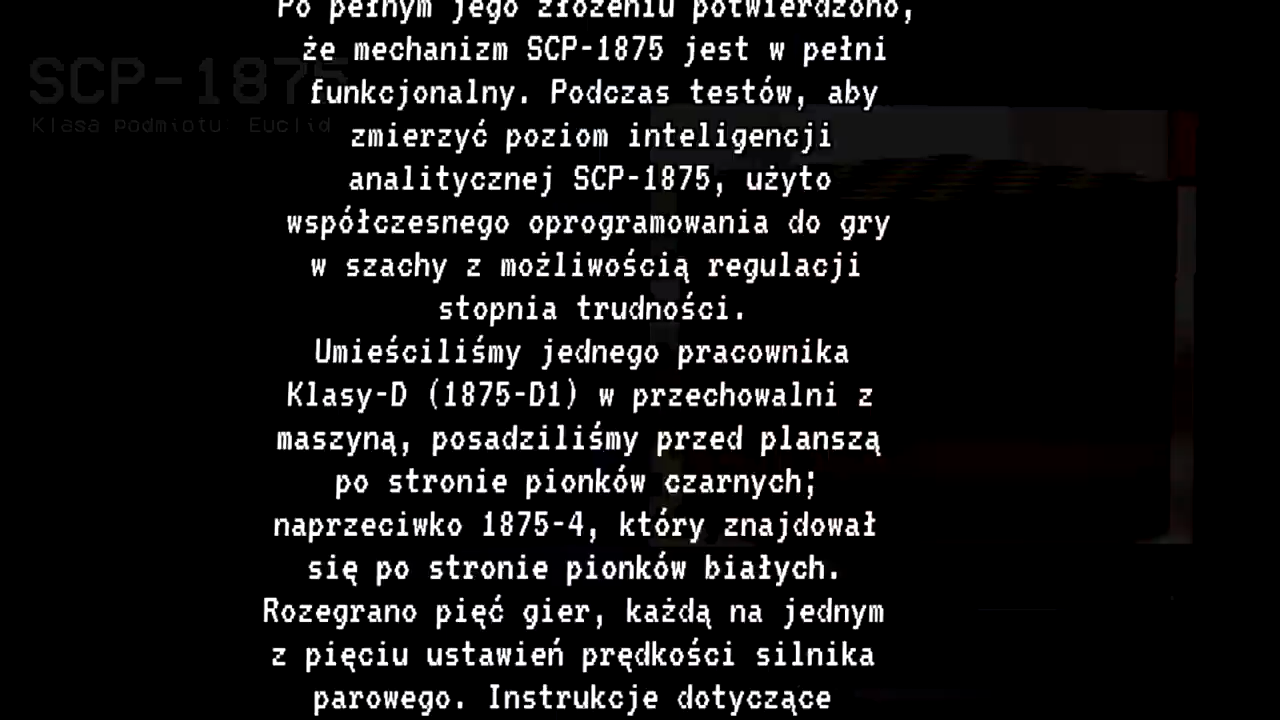 Po pełnym jego złożeniu potwierdzono,
że mechanizm SCP-1875 jest w pełni
funkcjonalny. Podczas testów, aby
zmierzyć poziom inteligencji
analitycznej SCP-1875, użyto
współczesnego oprogramowania do gry
w szachy z możliwością regulacji
stopnia trudności.
Umieściliśmy jednego pracownika
Klasy-D (1875-D1) w przechowalni z
maszyną, posadziliśmy przed planszą
po stronie pionków czarnych;
naprzeciwko 1875-4, który znajdował
się po stronie pionków białych.
Rozegrano pięć gier, każdą na jednym
z pięciu ustawień prędkości silnika
parowego. Instrukcje dotyczące
SCP-1875
Klasa podmiotu: Euclid